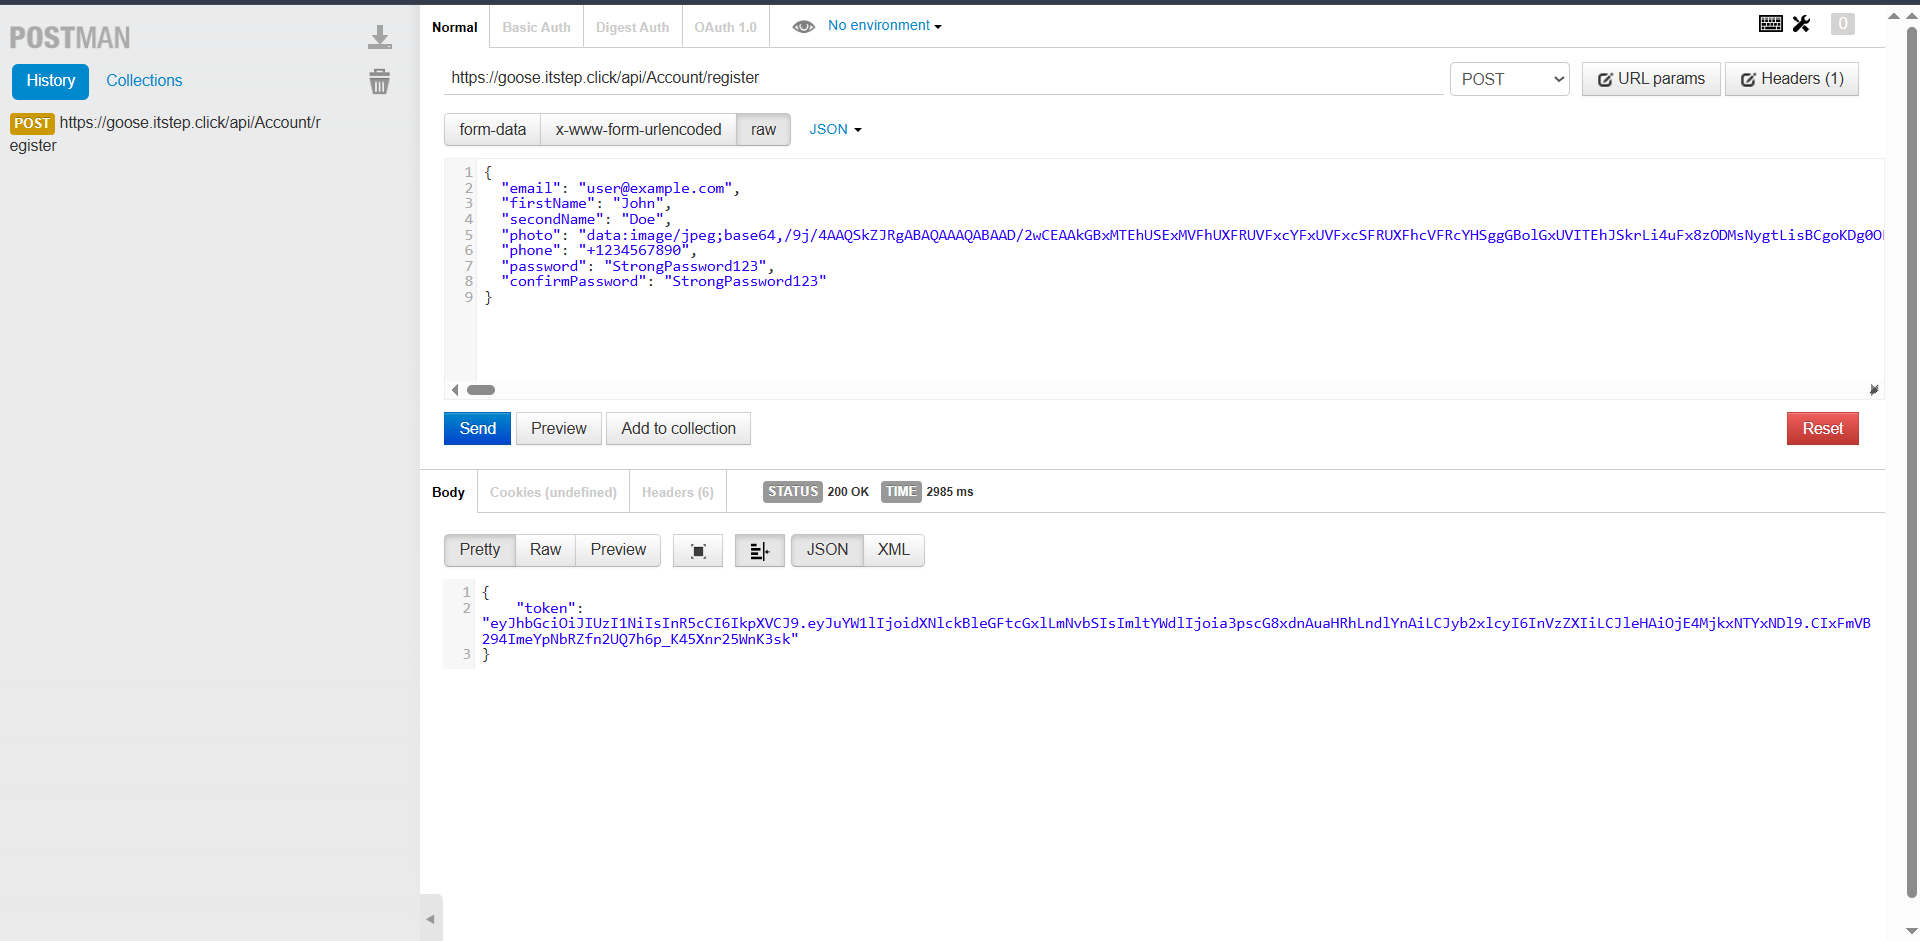 POSTMAN
History
Collections
POST https://goose.itstep.click/api/Account/r
egister
Normal
Basic Auth
Digest Auth
OAuth 1.0
No environment
0
https://goose.itstep.click/api/Account/register
POST
URL params
Headers (1)
form-data
x-www-form-urlencoded
raw
JSON
1 {
2 "email": "user@example.com",
3 "firstName": "John",
4 "secondName": "Doe",
5 "photo": "data:image/jpeg;base64,/9j/4AAQSkZJRgABAQAAAQABAAD/2wCEAAkGBxMTEhUSExMVFhUXFRUVFxcYFxUVFxcSFRUXFhcVFRcYHSggGBolGxUVITEhJSkrLi4uFx8zODMsNygtLisBCgoKDg0O
6 "phone": "+1234567890",
7 "password": "StrongPassword123",
8 "confirmPassword": "StrongPassword123"
9 }
Send
Preview
Add to collection
Reset
Body
Cookies (undefined)
Headers (6)
STATUS 200 OK
TIME 2985 ms
Pretty
Raw
Preview
JSON
XML
1 {
2 "token":
"eyJhbGciOiJIUzI1NiIsInR5cCI6IkpXVCJ9.eyJuYW1lIjoidXNlckBleGFtcGxlLmNvbSIsImltYWdlIjoia3pscG8xdnAuaHRhLndlYnAiLCJyb2xlcyI6InVzZXIiLCJleHAiOjE4MjkxNTYxNDl9.CIxFmVB
294ImeYpNbRZfn2UQ7h6p_K45Xnr25WnK3sk"
3 }